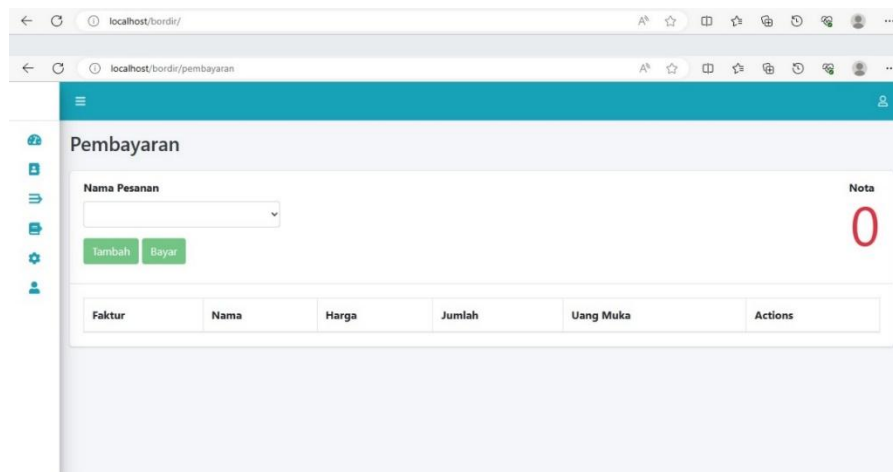 localhost/bordir/
localhost/bordir/pembayaran
Pembayaran
Nama Pesanan
Nota
0
Tambah Bayar
Faktur Nama Harga Jumlah Uang Muka Actions